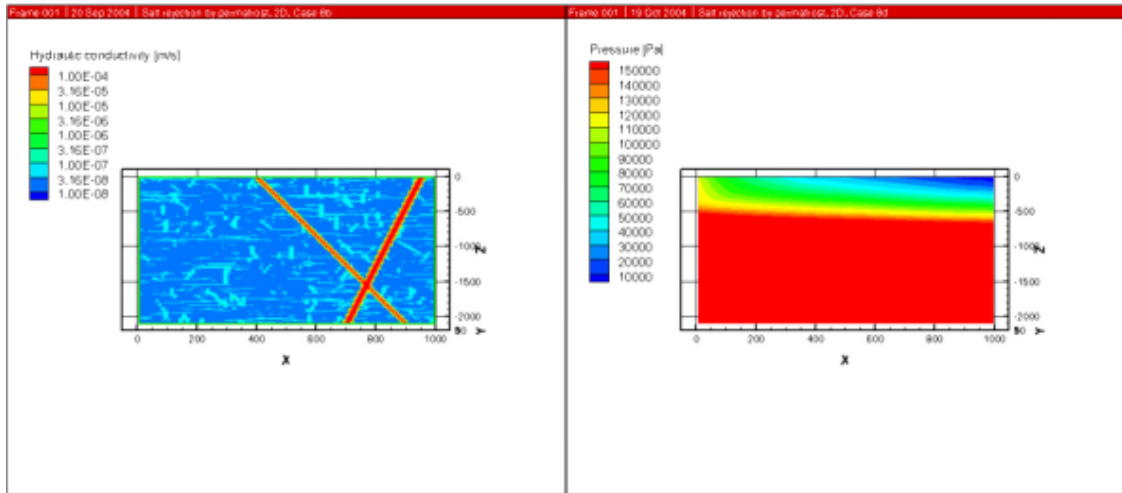 Frame 001 | 20 Sep 2004 | Salt rejection by permafrost, 2D, Case 6b
Hydraulic conductivity [m/s]
1.00E-04
3.16E-05
1.00E-05
3.16E-06
1.00E-06
3.16E-07
1.00E-07
3.16E-08
1.00E-08
0
-500
-1000
-1500
-2000
Z
Y
0 200 400 600 800 1000
X
Frame 001 | 19 Oct 2004 | Salt rejection by permafrost, 2D, Case 6d
Pressure [Pa]
150000
140000
130000
120000
110000
100000
90000
80000
70000
60000
50000
40000
30000
20000
10000
0
-500
-1000
-1500
-2000
Z
Y
0 200 400 600 800 1000
X